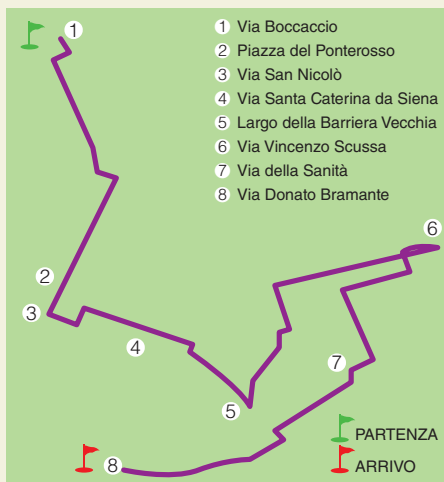 1 Via Boccaccio
2 Piazza del Ponterosso
3 Via San Nicolò
4 Via Santa Caterina da Siena
5 Largo della Barriera Vecchia
6 Via Vincenzo Scussa
7 Via della Sanità
8 Via Donato Bramante
1
2
3
4
5
6
7
8
PARTENZA
ARRIVO